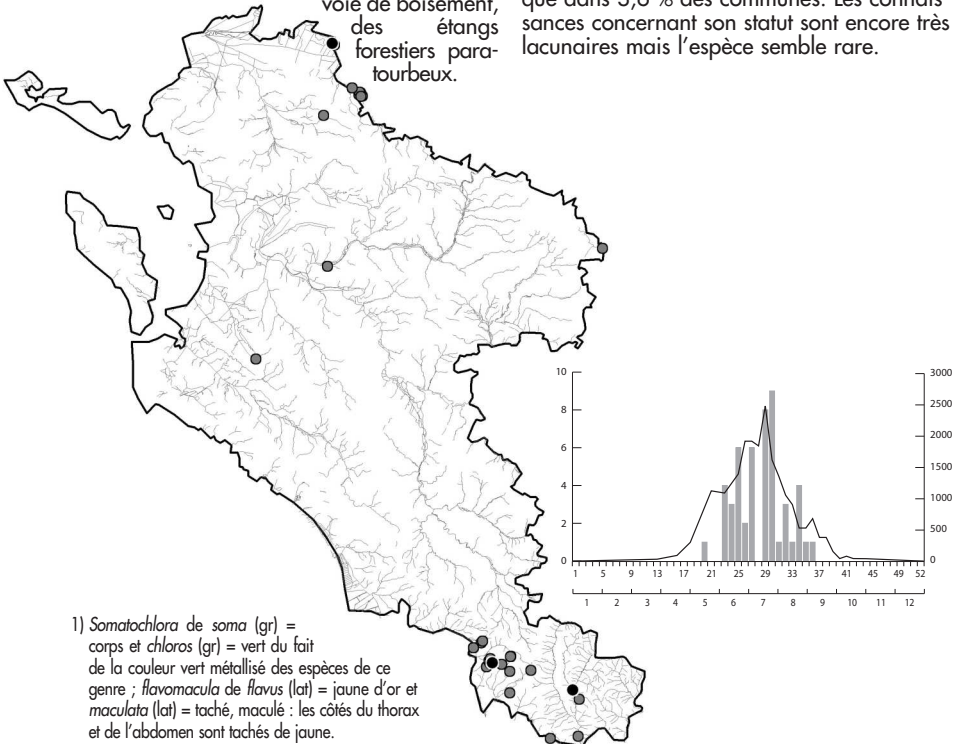 voie de boisement,
des étangs
forestiers para-
tourbeux.
que dans 5,6 % des communes. Les connais-
sances concernant son statut sont encore très
lacunaires mais l'espèce semble rare.
10
8
6
4
2
0
3000
2500
2000
1500
1000
500
0
1 5 9 13 17 21 25 29 33 37 41 45 49 52
1 2 3 4 5 6 7 8 9 10 11 12
1) Somatochlora de soma (gr) =
corps et chloros (gr) = vert du fait
de la couleur vert métallisé des espèces de ce
genre ; flavomacula de flavus (lat) = jaune d'or et
maculata (lat) = taché, maculé : les côtés du thorax
et de l'abdomen sont tachés de jaune.